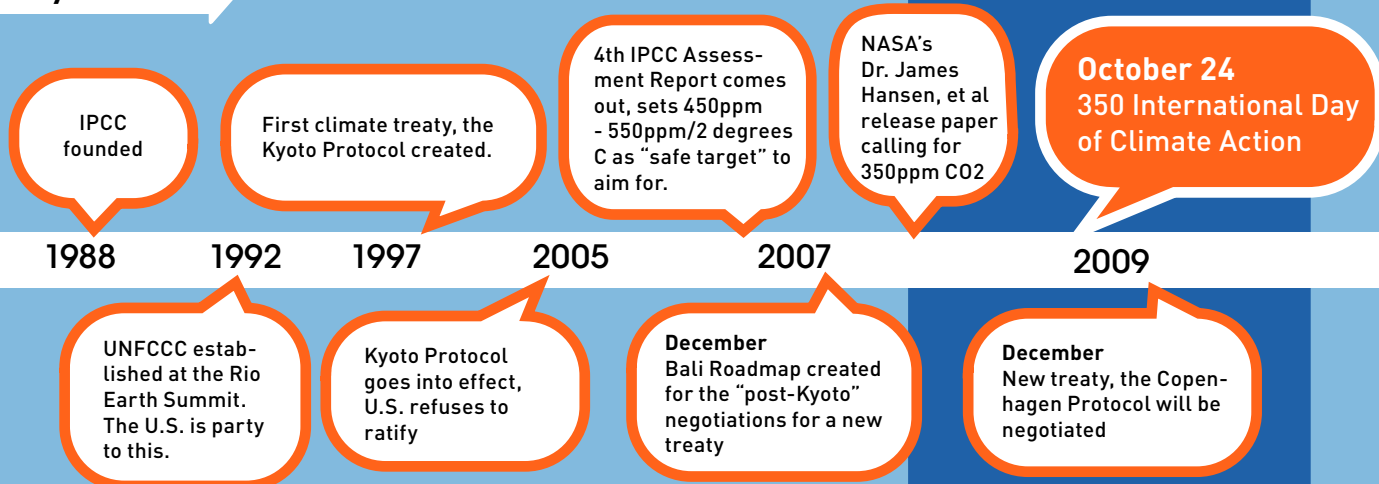 IPCC
founded
First climate treaty, the
Kyoto Protocol created.
4th IPCC Assess-
ment Report comes
out, sets 450ppm
- 550ppm/2 degrees
C as “safe target” to
aim for.
NASA’s
Dr. James
Hansen, et al
release paper
calling for
350ppm CO2
October 24
350 International Day
of Climate Action
1988 1992 1997 2005 2007 2009
UNFCCC estab-
lished at the Rio
Earth Summit.
The U.S. is party
to this.
Kyoto Protocol
goes into effect,
U.S. refuses to
ratify
December
Bali Roadmap created
for the “post-Kyoto”
negotiations for a new
treaty
December
New treaty, the Copen-
hagen Protocol will be
negotiated